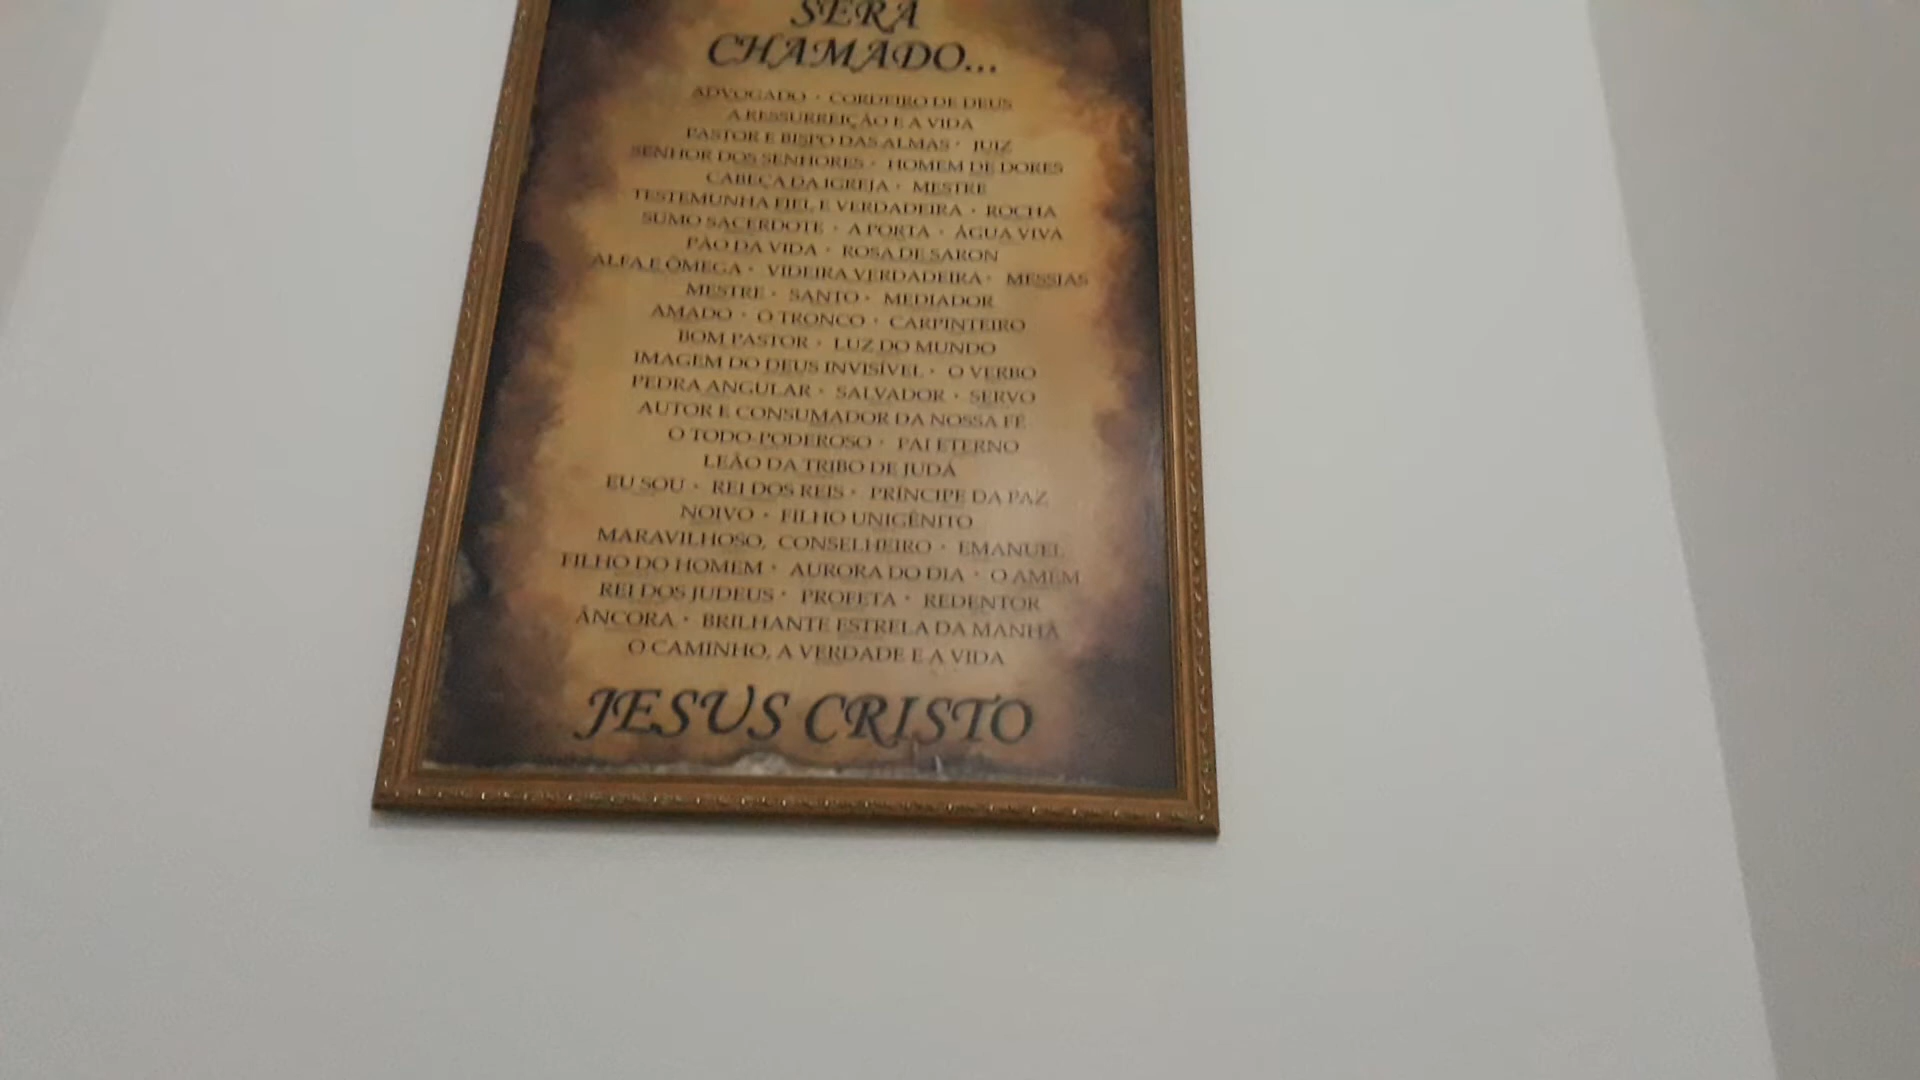 SERÁ
CHAMADO...
ADVOGADO · CORDEIRO DE DEUS
A RESSURREIÇÃO E A VIDA
PASTOR E BISPO DAS ALMAS · JUIZ
SENHOR DOS SENHORES · HOMEM DE DORES
CABEÇA DA IGREJA · MESTRE
TESTEMUNHA FIEL E VERDADEIRA · ROCHA
SUMO SACERDOTE · A PORTA · ÁGUA VIVA
PÃO DA VIDA · ROSA DE SARON
ALFA E ÔMEGA · VIDEIRA VERDADEIRA · MESSIAS
MESTRE · SANTO · MEDIADOR
AMADO · O TRONCO · CARPINTEIRO
BOM PASTOR · LUZ DO MUNDO
IMAGEM DO DEUS INVISÍVEL · O VERBO
PEDRA ANGULAR · SALVADOR · SERVO
AUTOR E CONSUMADOR DA NOSSA FÉ
O TODO-PODEROSO · PAI ETERNO
LEÃO DA TRIBO DE JUDÁ
EU SOU · REI DOS REIS · PRÍNCIPE DA PAZ
NOIVO · FILHO UNIGÊNITO
MARAVILHOSO, CONSELHEIRO · EMANUEL
FILHO DO HOMEM · AURORA DO DIA · O AMÉM
REI DOS JUDEUS · PROFETA · REDENTOR
ÂNCORA · BRILHANTE ESTRELA DA MANHÃ
O CAMINHO, A VERDADE E A VIDA
JESUS CRISTO